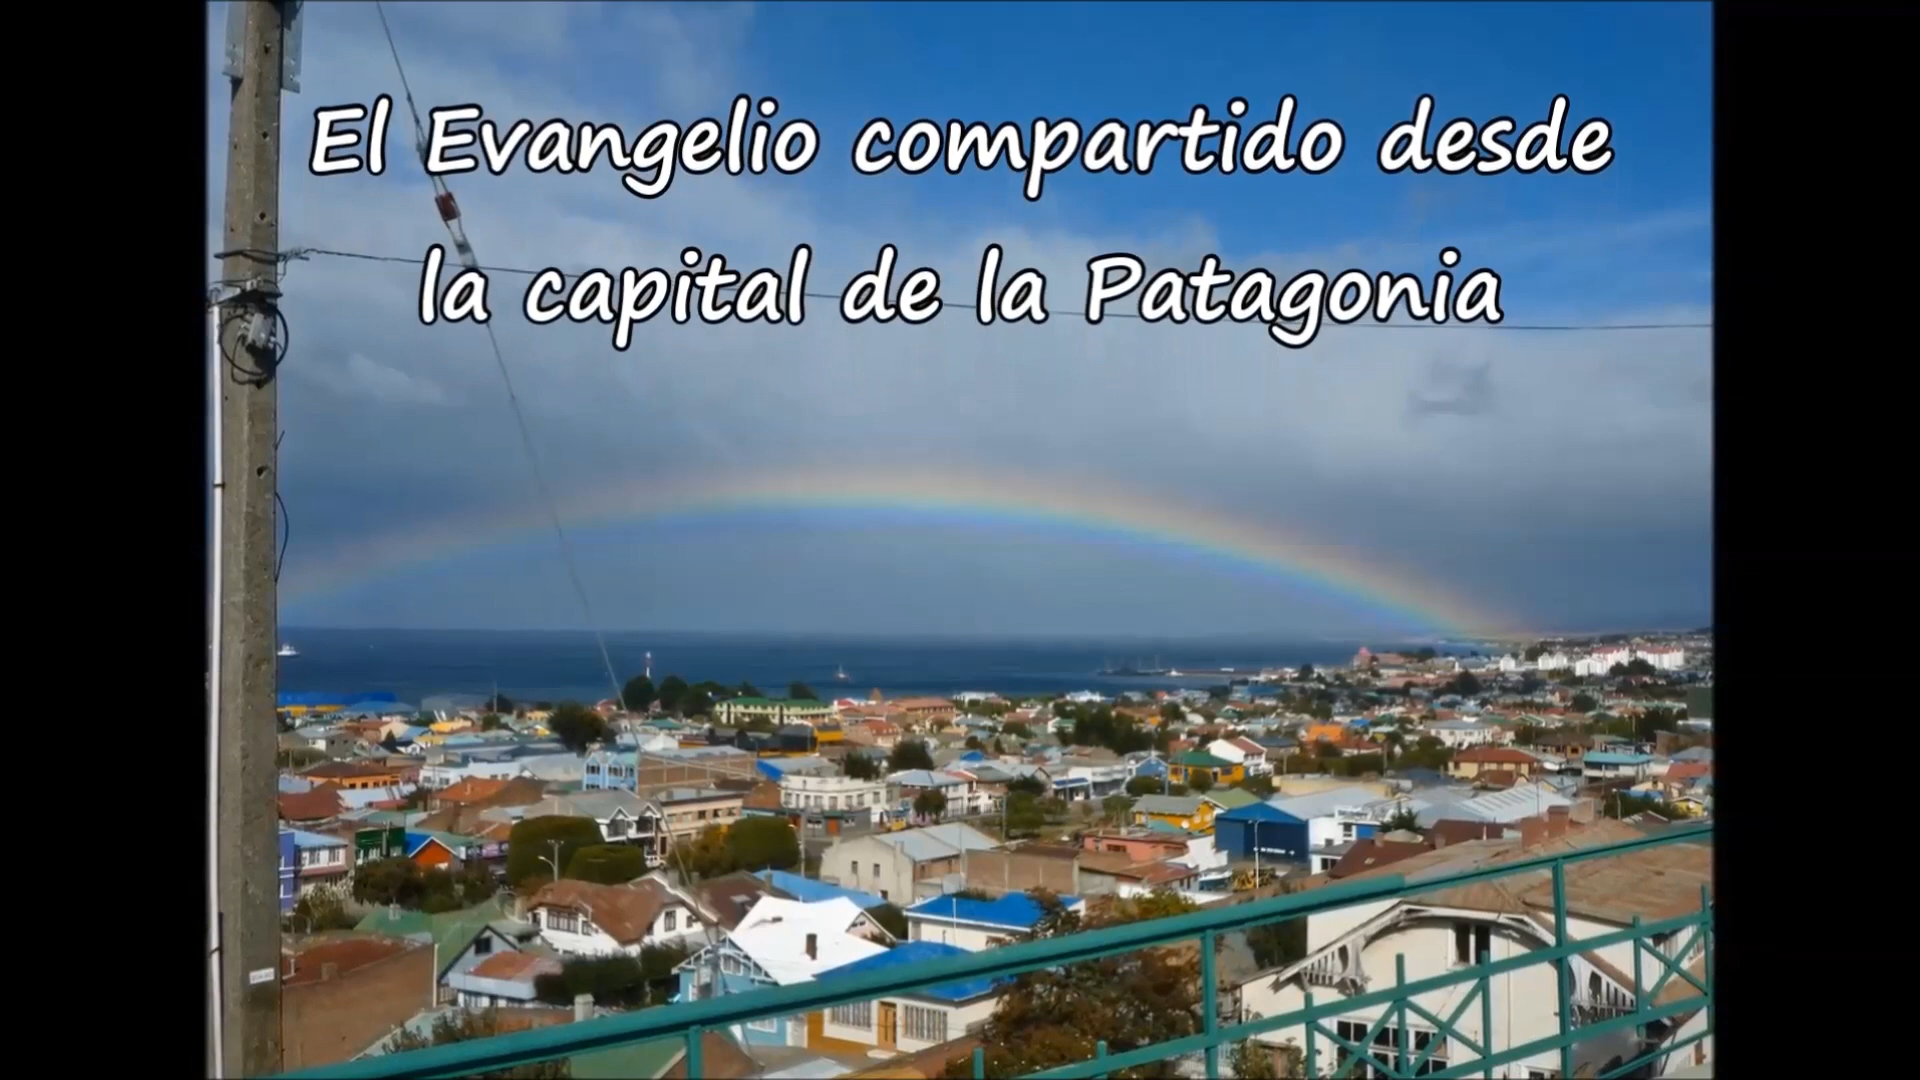 El Evangelio compartido desde
la capital de la Patagonia